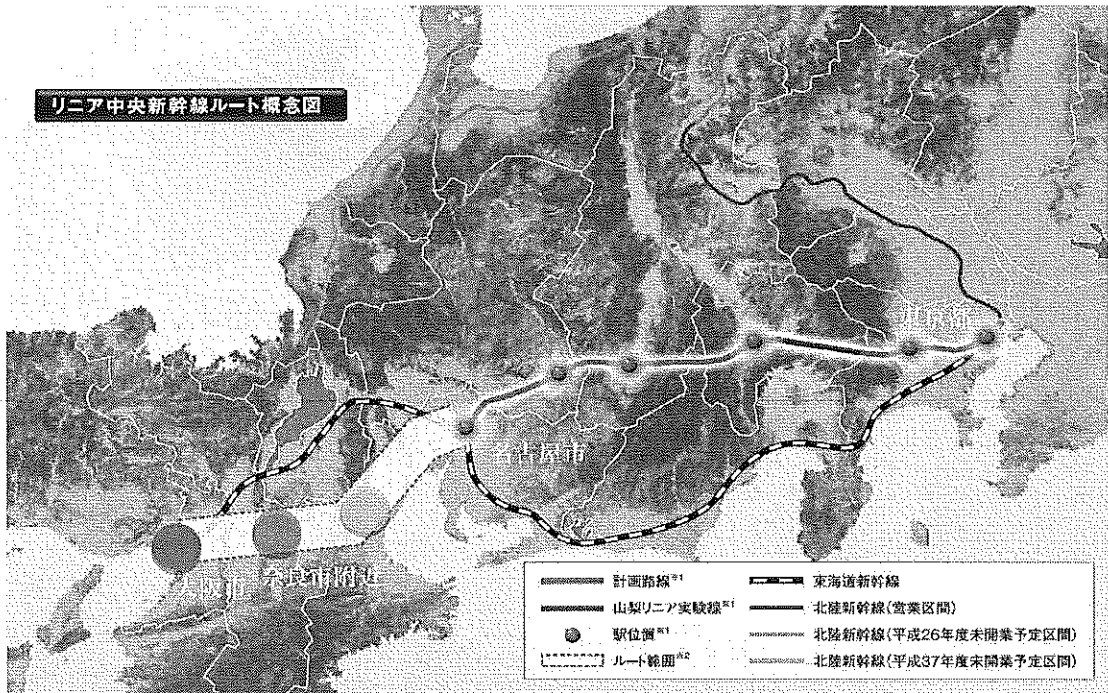 リニア中央新幹線ルート概念図
東京都
名古屋市
大阪市
奈良市附近
計画路線※1
山梨リニア実験線※1
駅位置※1
ルート範囲※2
東海道新幹線
北陸新幹線(営業区間)
北陸新幹線(平成26年度末開業予定区間)
北陸新幹線(平成37年度末開業予定区間)